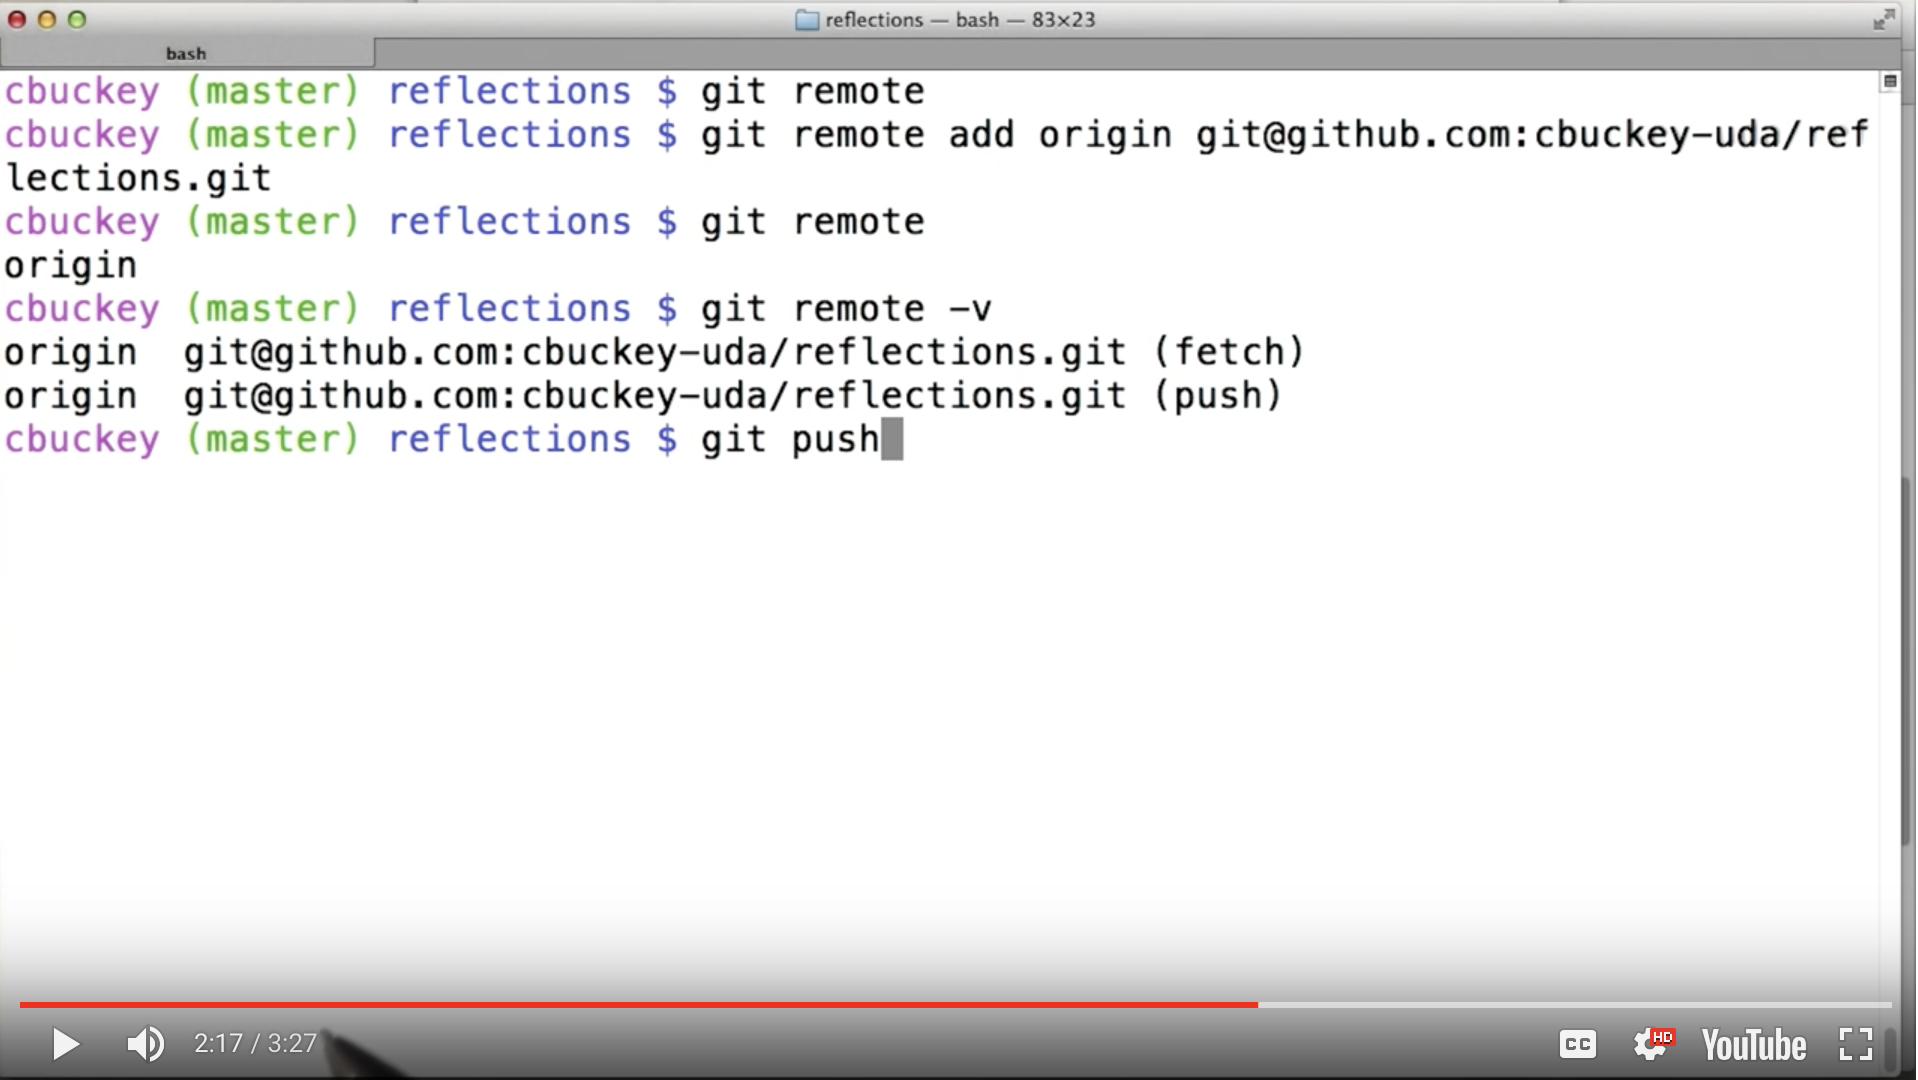 reflections — bash — 83×23
bash
cbuckey (master) reflections $ git remote
cbuckey (master) reflections $ git remote add origin git@github.com:cbuckey-uda/ref
lections.git
cbuckey (master) reflections $ git remote
origin
cbuckey (master) reflections $ git remote -v
origin  git@github.com:cbuckey-uda/reflections.git (fetch)
origin  git@github.com:cbuckey-uda/reflections.git (push)
cbuckey (master) reflections $ git push
2:17 / 3:27 CC HD YouTube